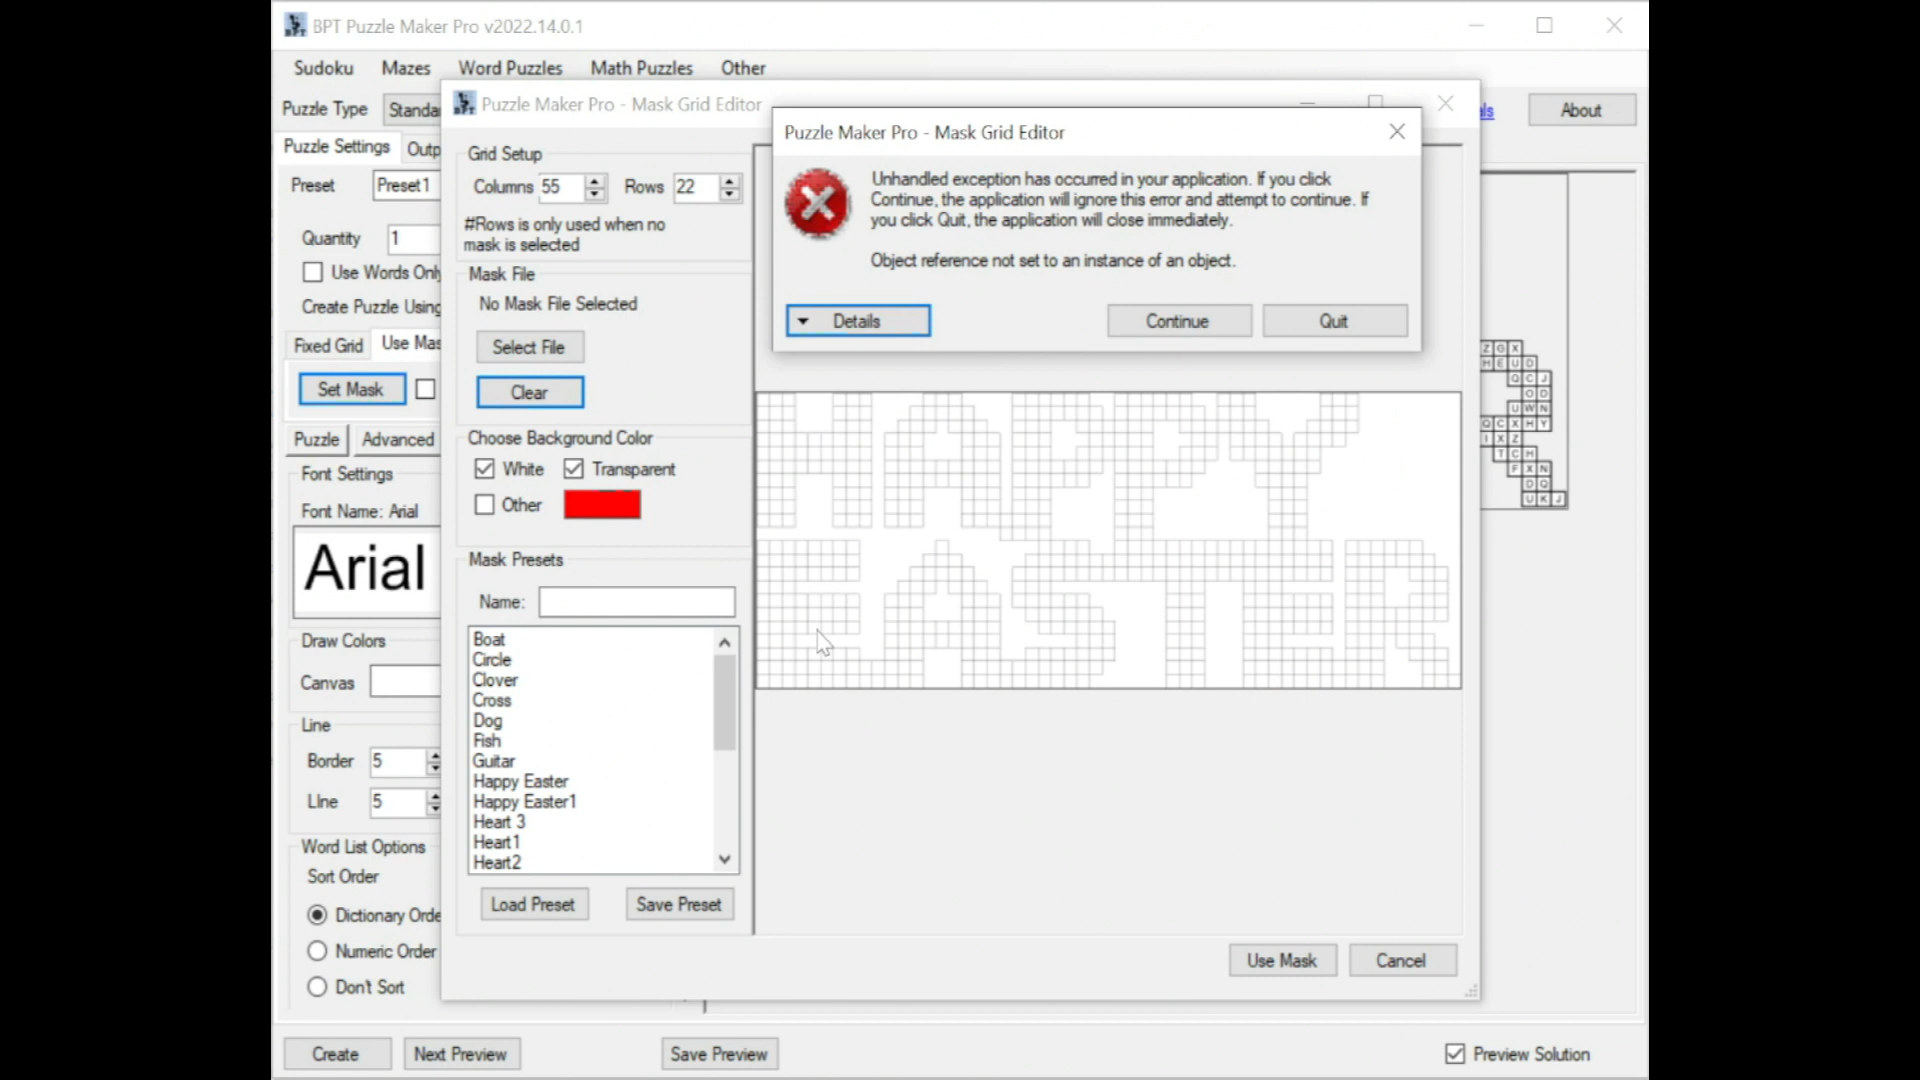 BPT Puzzle Maker Pro v2022.14.0.1
Sudoku Mazes Word Puzzles Math Puzzles Other
Puzzle Type Standa
About
Puzzle Settings Outp
Preset Preset1
Quantity 1
Use Words Only
Create Puzzle Using
Fixed Grid Use Mas
Set Mask
Puzzle Advanced
Font Settings
Font Name: Arial
Arial
Draw Colors
Canvas
Line
Border 5
LIne 5
Word List Options
Sort Order
Dictionary Orde
Numeric Order
Don't Sort
Create Next Preview Save Preview Preview Solution
Puzzle Maker Pro - Mask Grid Editor
Grid Setup
Columns 55 Rows 22
#Rows is only used when no
mask is selected
Mask File
No Mask File Selected
Select File
Clear
Choose Background Color
White Transparent
Other
Mask Presets
Name:
Boat
Circle
Clover
Cross
Dog
Fish
Guitar
Happy Easter
Happy Easter1
Heart 3
Heart1
Heart2
Load Preset Save Preset
Use Mask Cancel
Puzzle Maker Pro - Mask Grid Editor
Unhandled exception has occurred in your application. If you click
Continue, the application will ignore this error and attempt to continue. If
you click Quit, the application will close immediately.
Object reference not set to an instance of an object.
Details Continue Quit
HAPPY
EASTER
Z G X
H E U D
Q C J
O D
U W N
Q C X H Y
I X Z
T C H
F X N
D Q
U K J